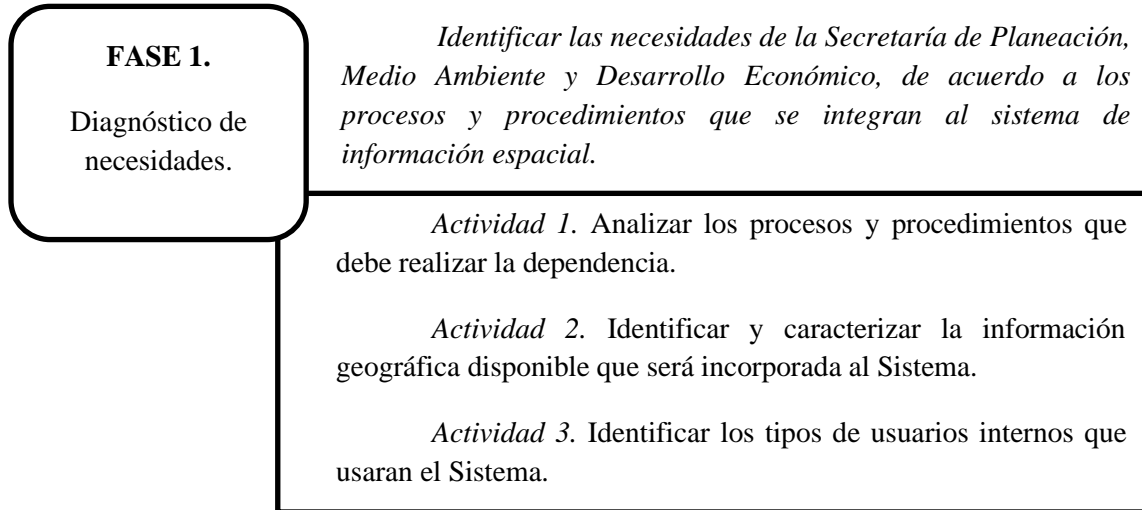 FASE 1.
Diagnóstico de
necesidades.
Identificar las necesidades de la Secretaría de Planeación,
Medio Ambiente y Desarrollo Económico, de acuerdo a los
procesos y procedimientos que se integran al sistema de
información espacial.
Actividad 1. Analizar los procesos y procedimientos que
debe realizar la dependencia.
Actividad 2. Identificar y caracterizar la información
geográfica disponible que será incorporada al Sistema.
Actividad 3. Identificar los tipos de usuarios internos que
usaran el Sistema.